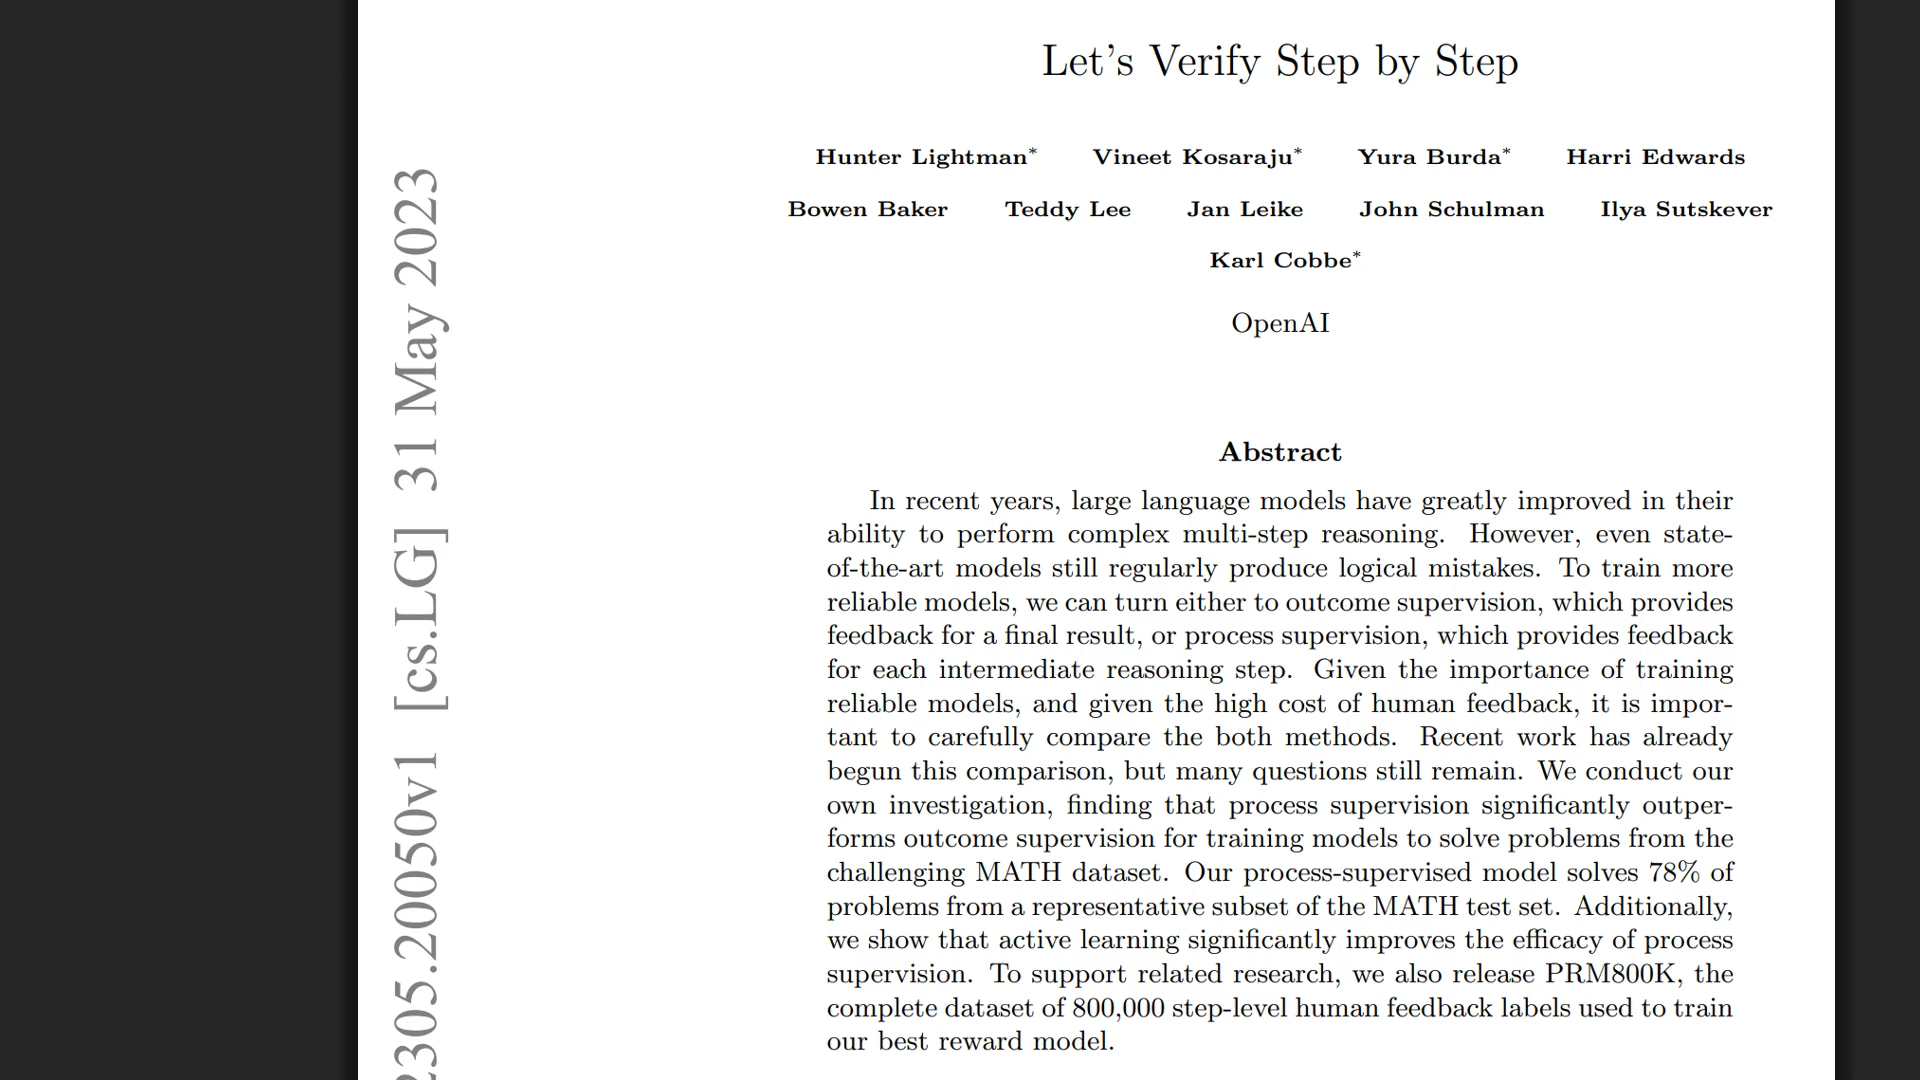 Let's Verify Step by Step
Hunter Lightman* Vineet Kosaraju* Yura Burda* Harri Edwards
Bowen Baker Teddy Lee Jan Leike John Schulman Ilya Sutskever
Karl Cobbe*
OpenAI
Abstract
In recent years, large language models have greatly improved in their
ability to perform complex multi-step reasoning. However, even state-
of-the-art models still regularly produce logical mistakes. To train more
reliable models, we can turn either to outcome supervision, which provides
feedback for a final result, or process supervision, which provides feedback
for each intermediate reasoning step. Given the importance of training
reliable models, and given the high cost of human feedback, it is impor-
tant to carefully compare the both methods. Recent work has already
begun this comparison, but many questions still remain. We conduct our
own investigation, finding that process supervision significantly outper-
forms outcome supervision for training models to solve problems from the
challenging MATH dataset. Our process-supervised model solves 78% of
problems from a representative subset of the MATH test set. Additionally,
we show that active learning significantly improves the efficacy of process
supervision. To support related research, we also release PRM800K, the
complete dataset of 800,000 step-level human feedback labels used to train
our best reward model.
2305.20050v1 [cs.LG] 31 May 2023